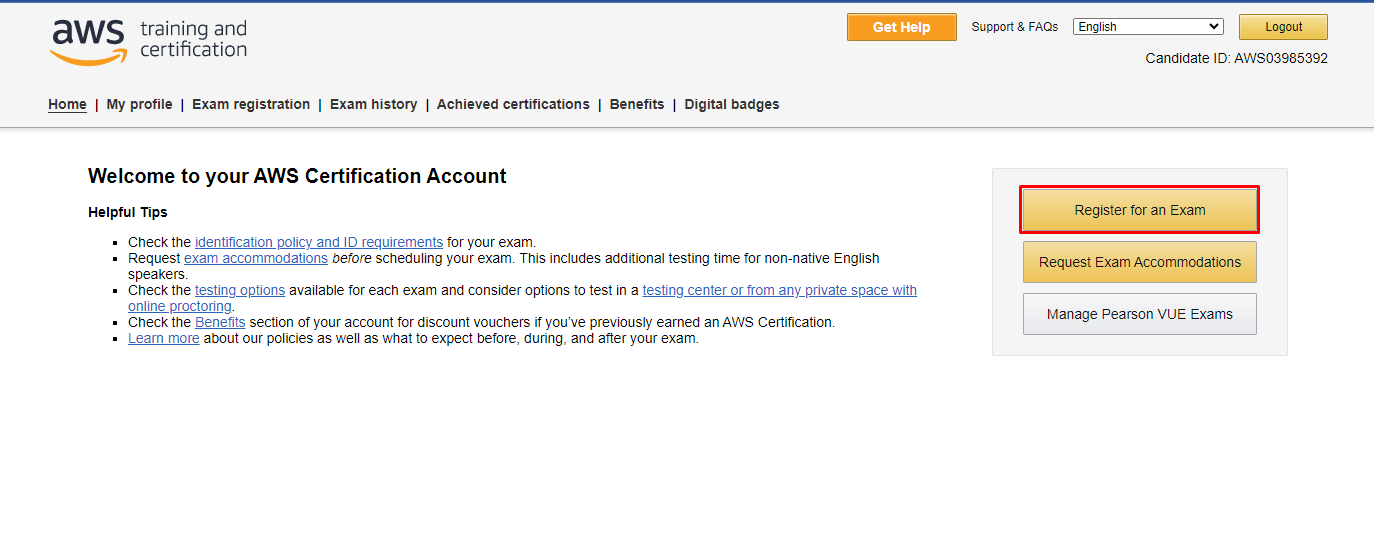 aws training and certification
Get Help
Support & FAQs
English
Logout
Candidate ID: AWS03985392
Home | My profile | Exam registration | Exam history | Achieved certifications | Benefits | Digital badges
Welcome to your AWS Certification Account
Helpful Tips
Check the identification policy and ID requirements for your exam.
Request exam accommodations before scheduling your exam. This includes additional testing time for non-native English
speakers.
Check the testing options available for each exam and consider options to test in a testing center or from any private space with
online proctoring.
Check the Benefits section of your account for discount vouchers if you've previously earned an AWS Certification.
Learn more about our policies as well as what to expect before, during, and after your exam.
Register for an Exam
Request Exam Accommodations
Manage Pearson VUE Exams